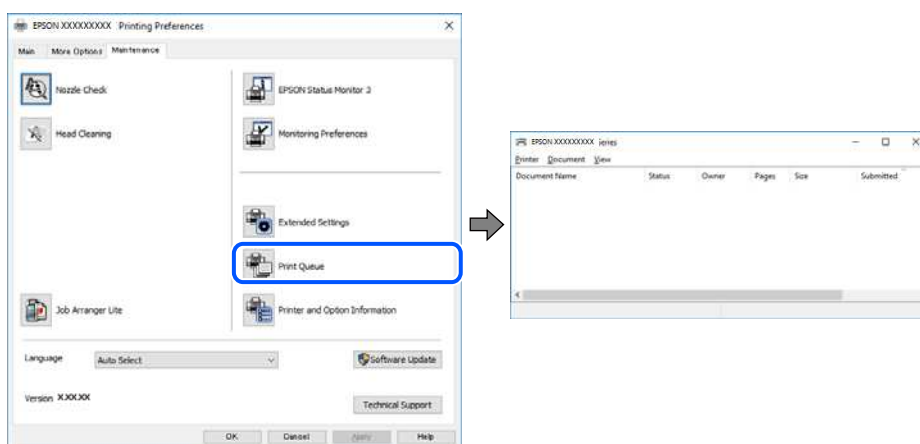 EPSON XXXXXXXXX Printing Preferences
Main More Options Maintenance
Nozzle Check
EPSON Status Monitor 3
Head Cleaning
Monitoring Preferences
Extended Settings
Print Queue
Job Arranger Lite
Printer and Option Information
Language Auto Select Software Update
Version X.XX.XX
Technical Support
OK Cancel Apply Help
EPSON XXXXXXXXX Series
Printer Document View
Document Name Status Owner Pages Size Submitted